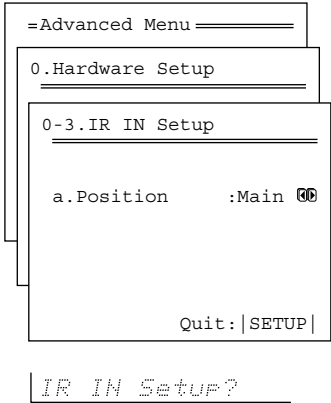 =Advanced Menu
0.Hardware Setup
0-3.IR IN Setup
a.Position :Main
Quit:|SETUP|
IR IN Setup?